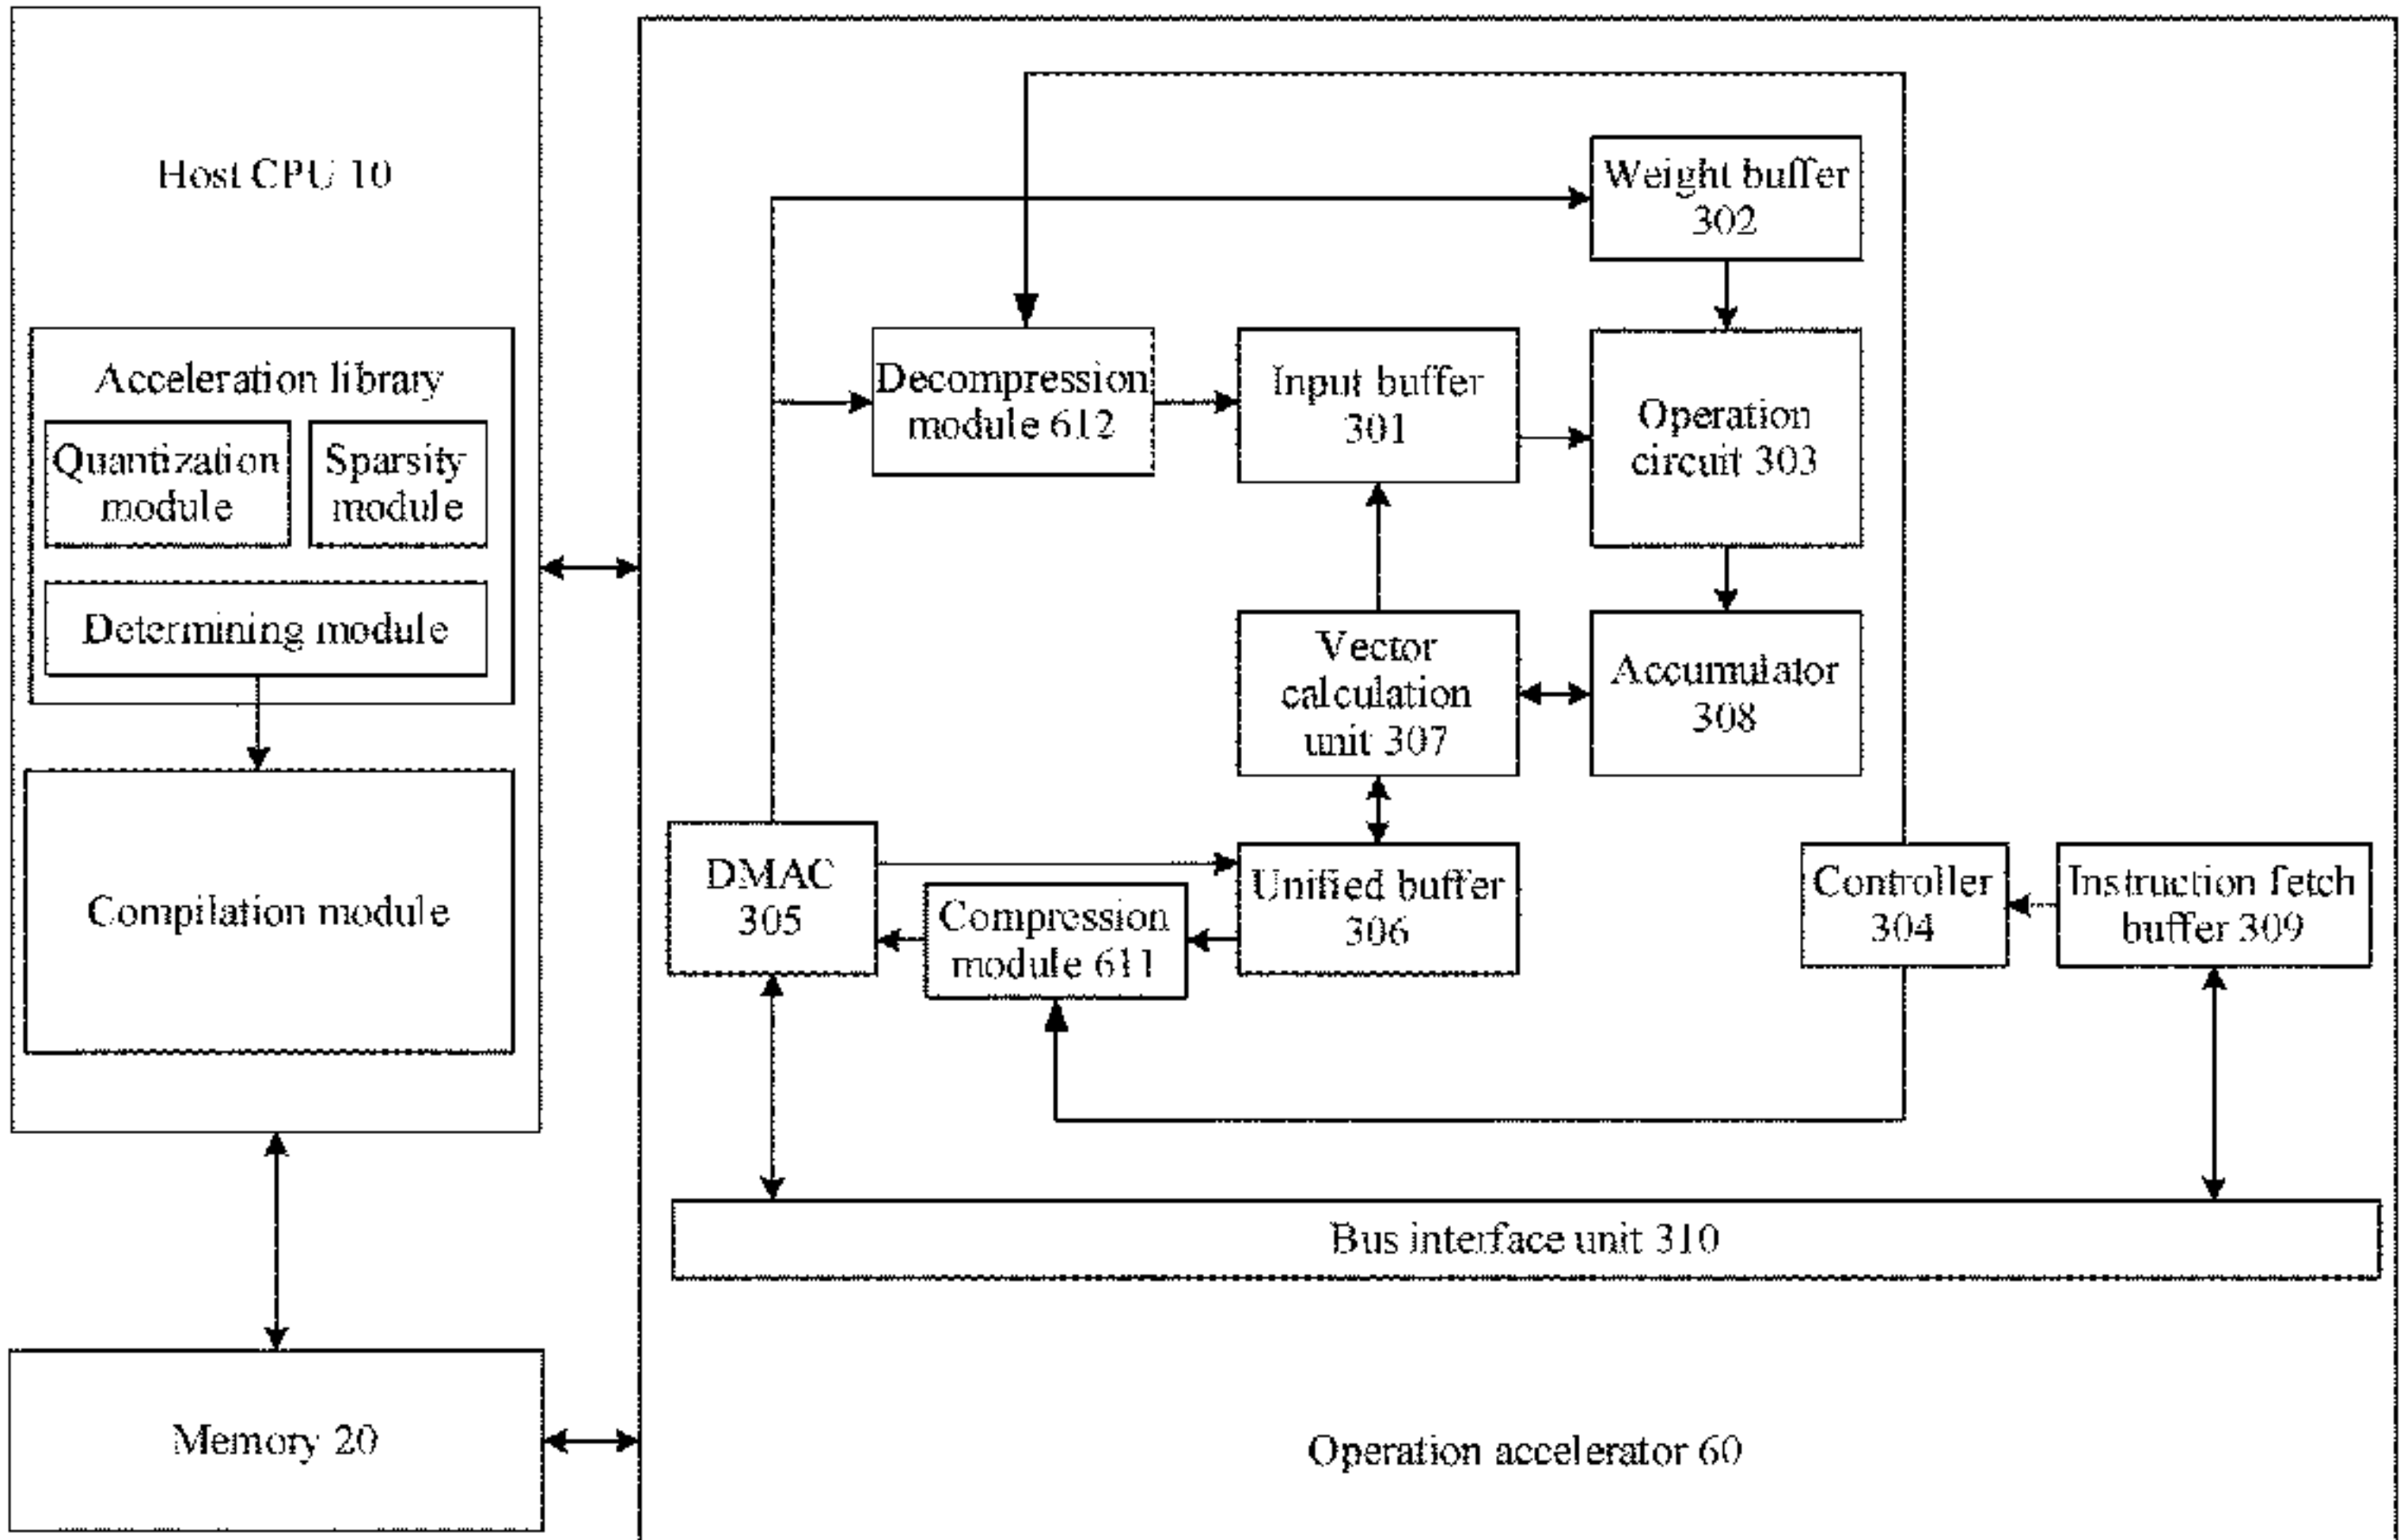 Host CPU 10
Acceleration library
Quantization
module
Sparsity
module
Determining module
Compilation module
Memory 20
Weight buffer
302
Decompression
module 612
Input buffer
301
Operation
circuit 303
Vector
calculation
unit 307
Accumulator
308
DMAC
305
Compression
module 611
Unified buffer
306
Controller
304
Instruction fetch
buffer 309
Bus interface unit 310
Operation accelerator 60